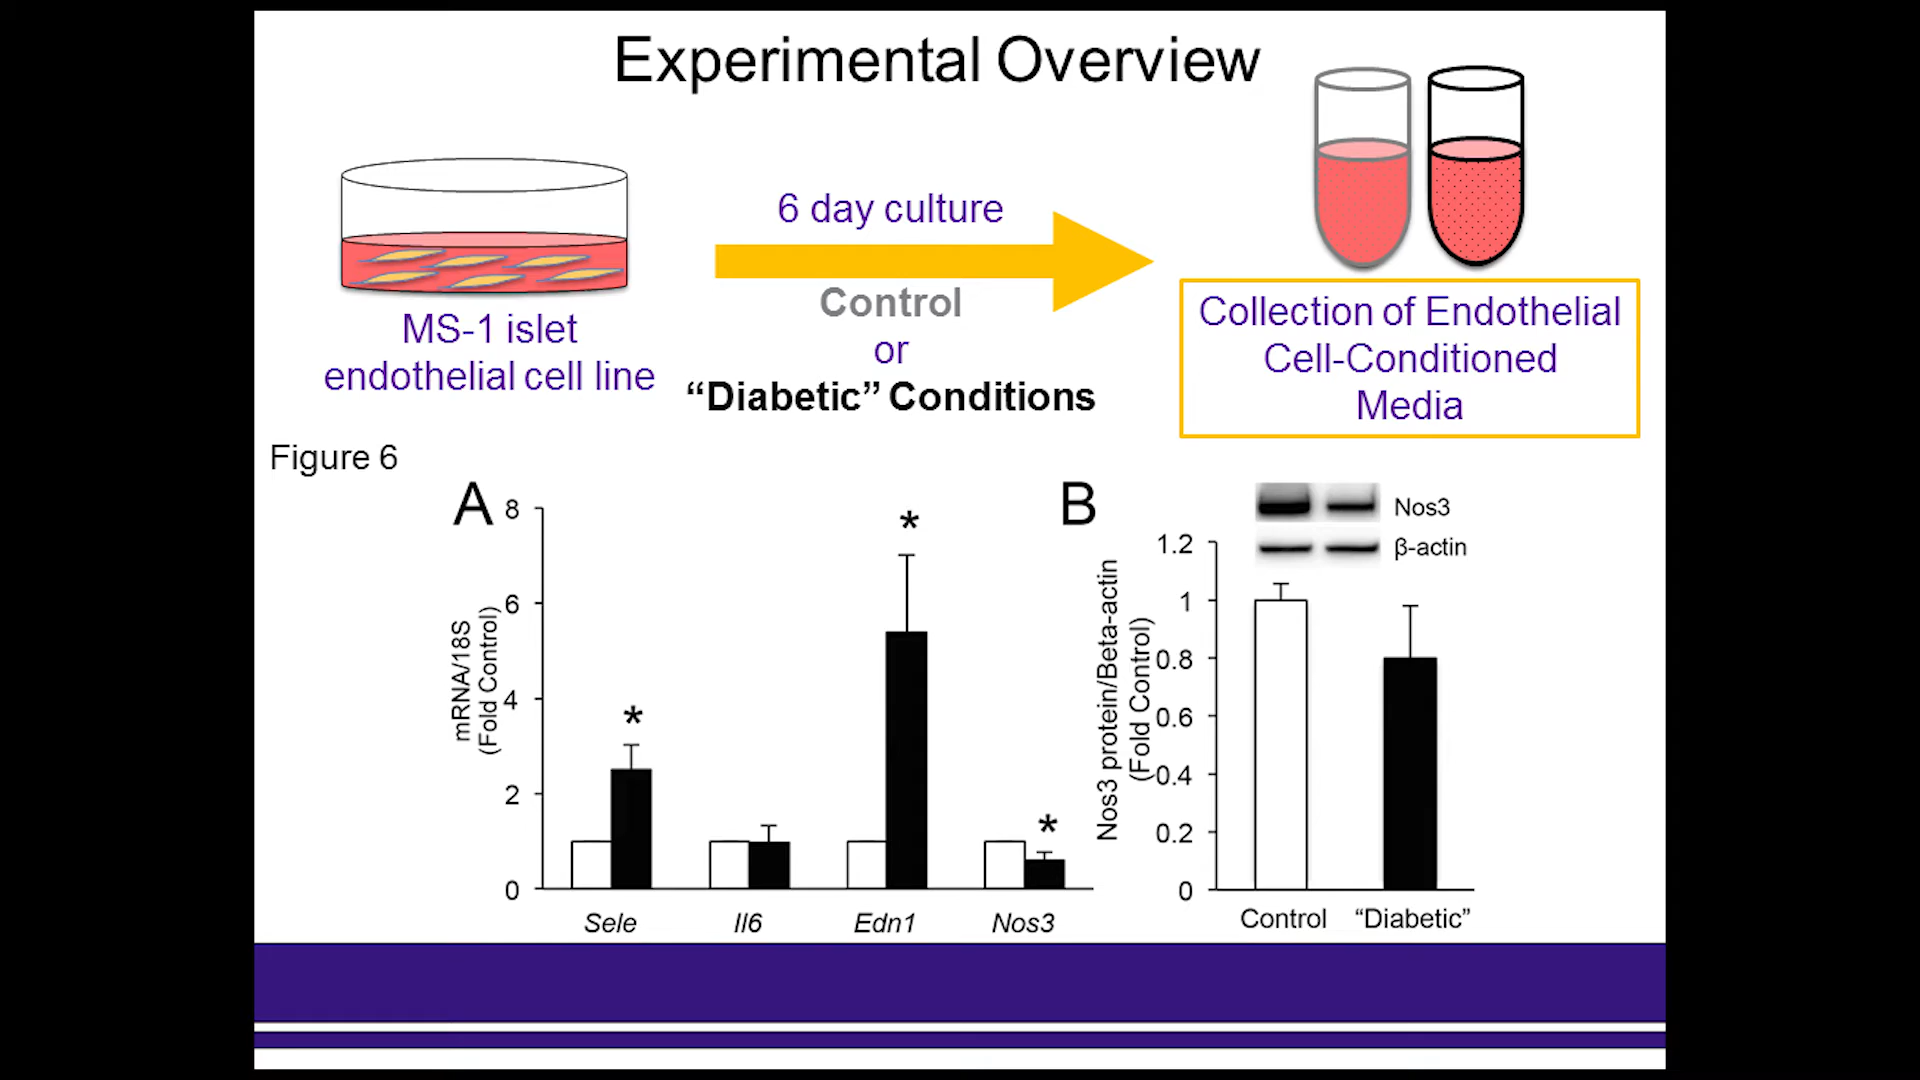 Experimental Overview
6 day culture
Control
or
“Diabetic” Conditions
MS-1 islet
endothelial cell line
Collection of Endothelial
Cell-Conditioned
Media
Figure 6
A
8
6
4
2
0
mRNA/18S
(Fold Control)
*
*
*
Sele
Il6
Edn1
Nos3
B
Nos3
β-actin
1.2
1
0.8
0.6
0.4
0.2
0
Nos3 protein/Beta-actin
(Fold Control)
Control
“Diabetic”